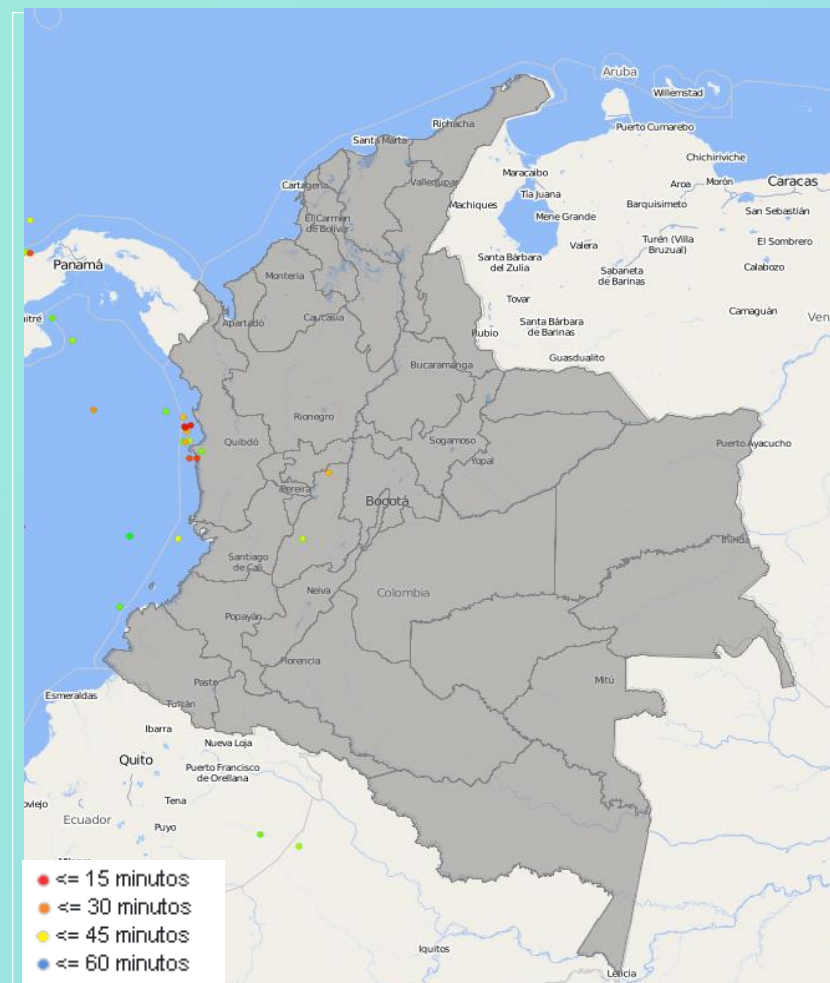 Aruba
Willemstad
Riohacha
Puerto Cumarebo
Santa Marta
Chichiriviche
Maracaibo
Cartagena
Valledupar
Tía Juana
Aroa
Morón
Caracas
Machiques
Mene Grande
Barquisimeto
San Sebastián
El Carmen
de Bolívar
Valera
Turén (Villa
Bruzual)
El Sombrero
Panamá
Santa Bárbara
del Zulia
Sabaneta
de Barinas
Calabozo
Montería
Tovar
Camaguán
Ven
itré
Apartadó
Caucasia
Rubio
Santa Bárbara
de Barinas
Guasdualito
Bucaramanga
Rionegro
Quibdó
Sogamoso
Puerto Ayacucho
Yopal
Pereira
Bogotá
Inírida
Santiago
de Cali
Neiva
Colombia
Popayán
Florencia
Mitú
Pasto
Esmeraldas
Tulcán
Ibarra
Nueva Loja
Quito
Puerto Francisco
de Orellana
Tena
oviejo
Ecuador
Puyo
<= 15 minutos
<= 30 minutos
<= 45 minutos
<= 60 minutos
Iquitos
Leticia